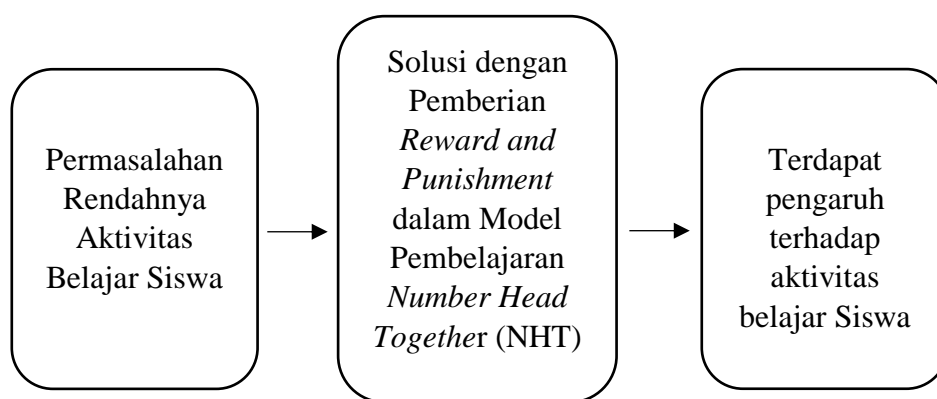 Permasalahan
Rendahnya
Aktivitas
Belajar Siswa
Solusi dengan
Pemberian
Reward and
Punishment
dalam Model
Pembelajaran
Number Head
Together (NHT)
Terdapat
pengaruh
terhadap
aktivitas
belajar Siswa